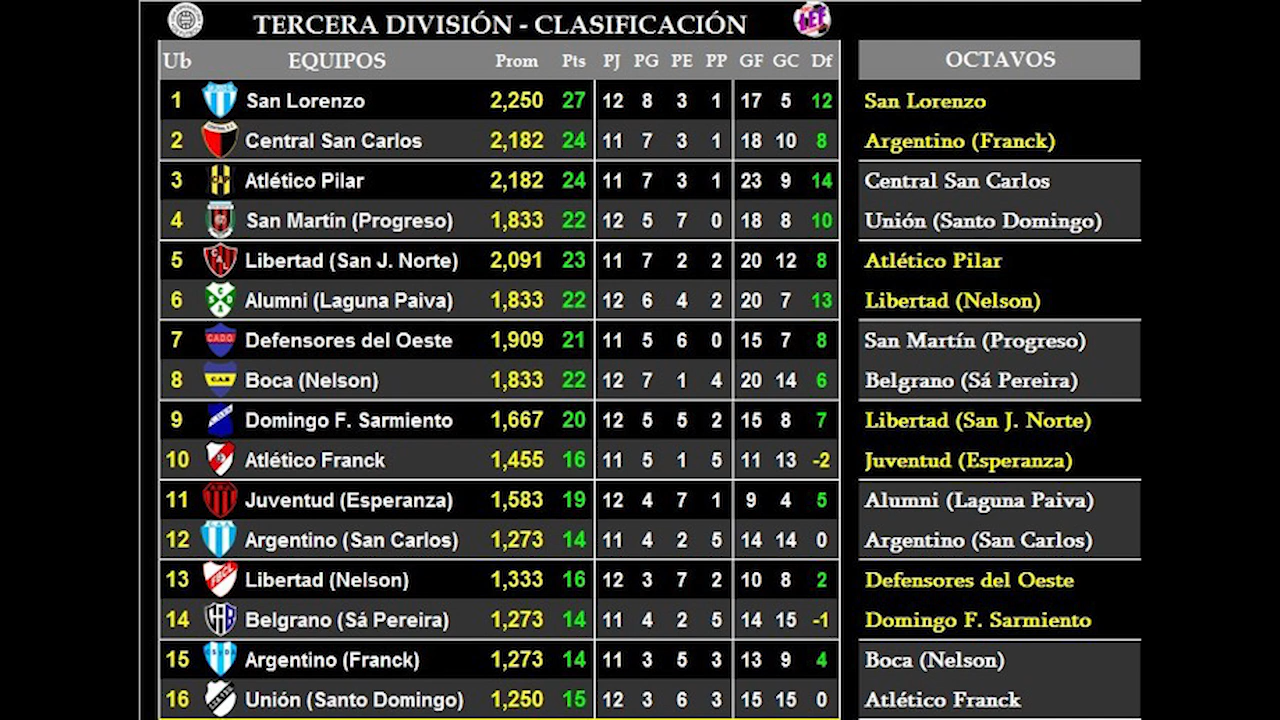 TERCERA DIVISIÓN - CLASIFICACIÓN
Ub EQUIPOS Prom Pts PJ PG PE PP GF GC Df OCTAVOS
1 San Lorenzo 2,250 27 12 8 3 1 17 5 12 San Lorenzo
2 Central San Carlos 2,182 24 11 7 3 1 18 10 8 Argentino (Franck)
3 Atlético Pilar 2,182 24 11 7 3 1 23 9 14 Central San Carlos
4 San Martín (Progreso) 1,833 22 12 5 7 0 18 8 10 Unión (Santo Domingo)
5 Libertad (San J. Norte) 2,091 23 11 7 2 2 20 12 8 Atlético Pilar
6 Alumni (Laguna Paiva) 1,833 22 12 6 4 2 20 7 13 Libertad (Nelson)
7 Defensores del Oeste 1,909 21 11 5 6 0 15 7 8 San Martín (Progreso)
8 Boca (Nelson) 1,833 22 12 7 1 4 20 14 6 Belgrano (Sá Pereira)
9 Domingo F. Sarmiento 1,667 20 12 5 5 2 15 8 7 Libertad (San J. Norte)
10 Atlético Franck 1,455 16 11 5 1 5 11 13 -2 Juventud (Esperanza)
11 Juventud (Esperanza) 1,583 19 12 4 7 1 9 4 5 Alumni (Laguna Paiva)
12 Argentino (San Carlos) 1,273 14 11 4 2 5 14 14 0 Argentino (San Carlos)
13 Libertad (Nelson) 1,333 16 12 3 7 2 10 8 2 Defensores del Oeste
14 Belgrano (Sá Pereira) 1,273 14 11 4 2 5 14 15 -1 Domingo F. Sarmiento
15 Argentino (Franck) 1,273 14 11 3 5 3 13 9 4 Boca (Nelson)
16 Unión (Santo Domingo) 1,250 15 12 3 6 3 15 15 0 Atlético Franck